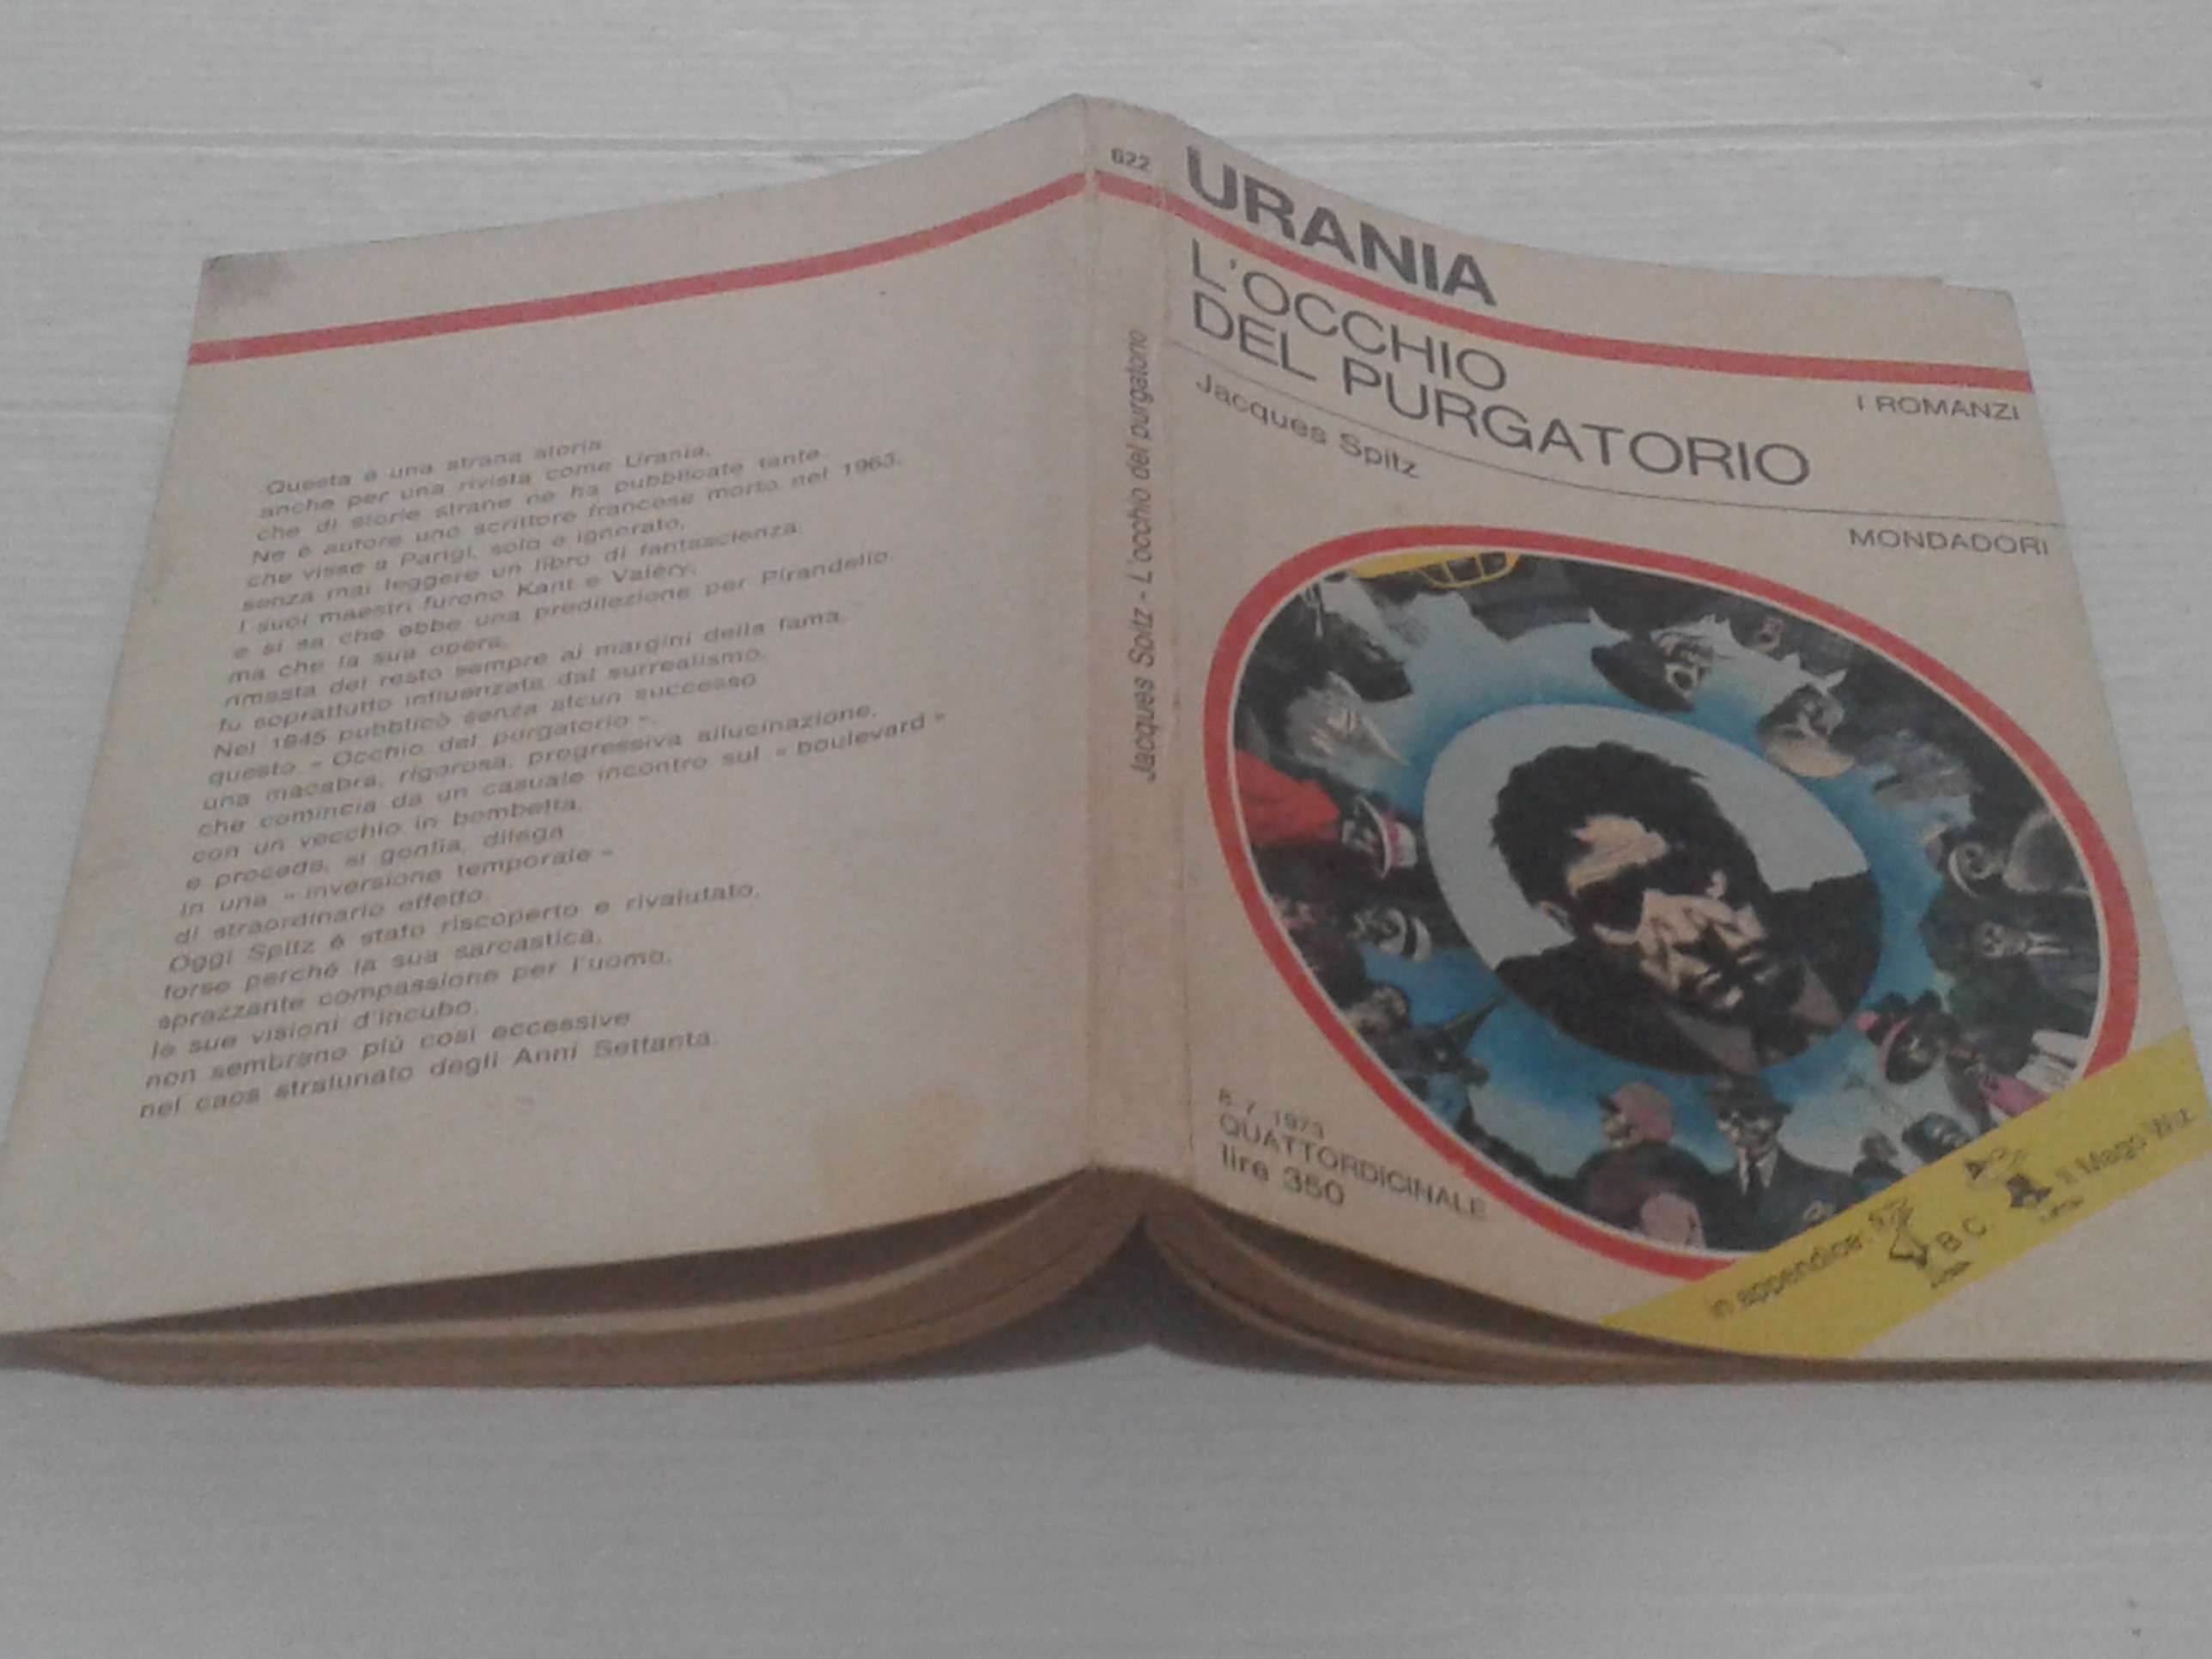 Questa è una strana storia
anche per una rivista come Urania,
che di storie strane ne ha pubblicate tante.
Ne è autore uno scrittore francese morto nel 1963,
che visse a Parigi, solo e ignorato,
senza mai leggere un libro di fantascienza.
I suoi maestri furono Kant e Valéry,
e si sa che ebbe una predilezione per Pirandello,
ma che la sua opera,
rimasta del resto sempre ai margini della fama,
fu soprattutto influenzata dal surrealismo.
Nel 1945 pubblicò senza alcun successo
questo « Occhio del purgatorio »,
una macabra, rigorosa, progressiva allucinazione,
che comincia da un casuale incontro sul « boulevard »
con un vecchio in bombetta,
e procede, si gonfia, dilaga
in una « inversione temporale »
di straordinario effetto.
Oggi Spitz è stato riscoperto e rivalutato,
forse perché la sua sarcastica,
sprezzante compassione per l'uomo,
le sue visioni d'incubo,
non sembrano più così eccessive
nel caos stralunato degli Anni Settanta.
622
Jacques Spitz - L'occhio del purgatorio
URANIA
L'OCCHIO
DEL PURGATORIO
I ROMANZI
Jacques Spitz
MONDADORI
8 7 1973
QUATTORDICINALE
lire 350
in appendice: B.C. Il Mago Wiz